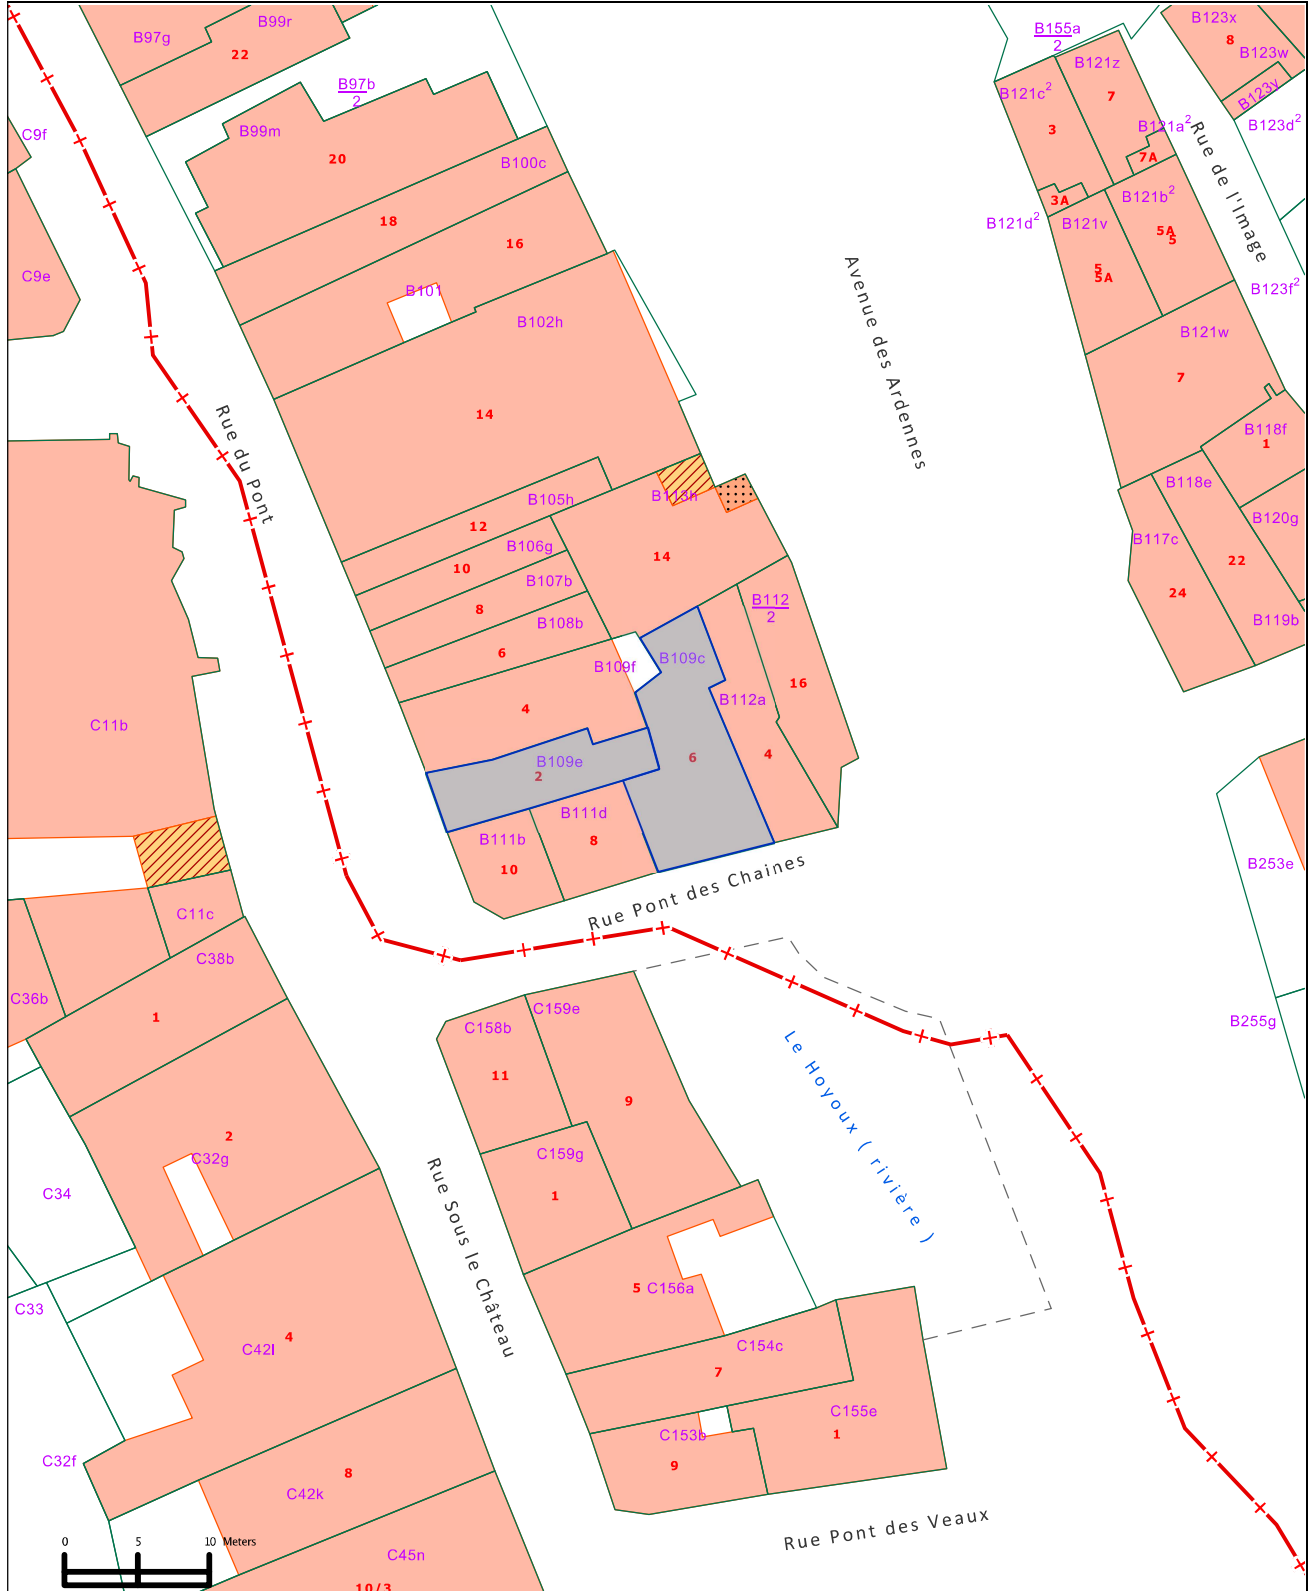 B97g
B99r
22
B97b
2
B155a
2
B123x
8
B123w
B123y
B123d²
B121z
B121c²
7
B121a²
7A
3
3A
B121d²
B121v
B121b²
5A
5
5
5A
Rue de l'Image
B123f²
B121w
7
C9f
B99m
20
B100c
18
16
C9e
B101
B102h
14
Avenue des Ardennes
Rue du Pont
B118f
1
B118e
B120g
B117c
22
24
B119b
B105h
12
B113h
B106g
10
14
B107b
8
B108b
6
B112
2
B109f
B109c
4
16
B112a
C11b
B109e
2
6
4
B111d
B111b
8
10
B253e
Rue Pont des Chaines
C11c
C38b
C36b
1
B255g
C159e
C158b
11
9
Le Hoyoux ( rivière )
2
C32g
C159g
1
C34
Rue Sous le Château
5
C156a
C33
4
C42l
C154c
7
C155e
1
C153b
9
C32f
8
C42k
Rue Pont des Veaux
0 5 10 Meters
C45n
10/3